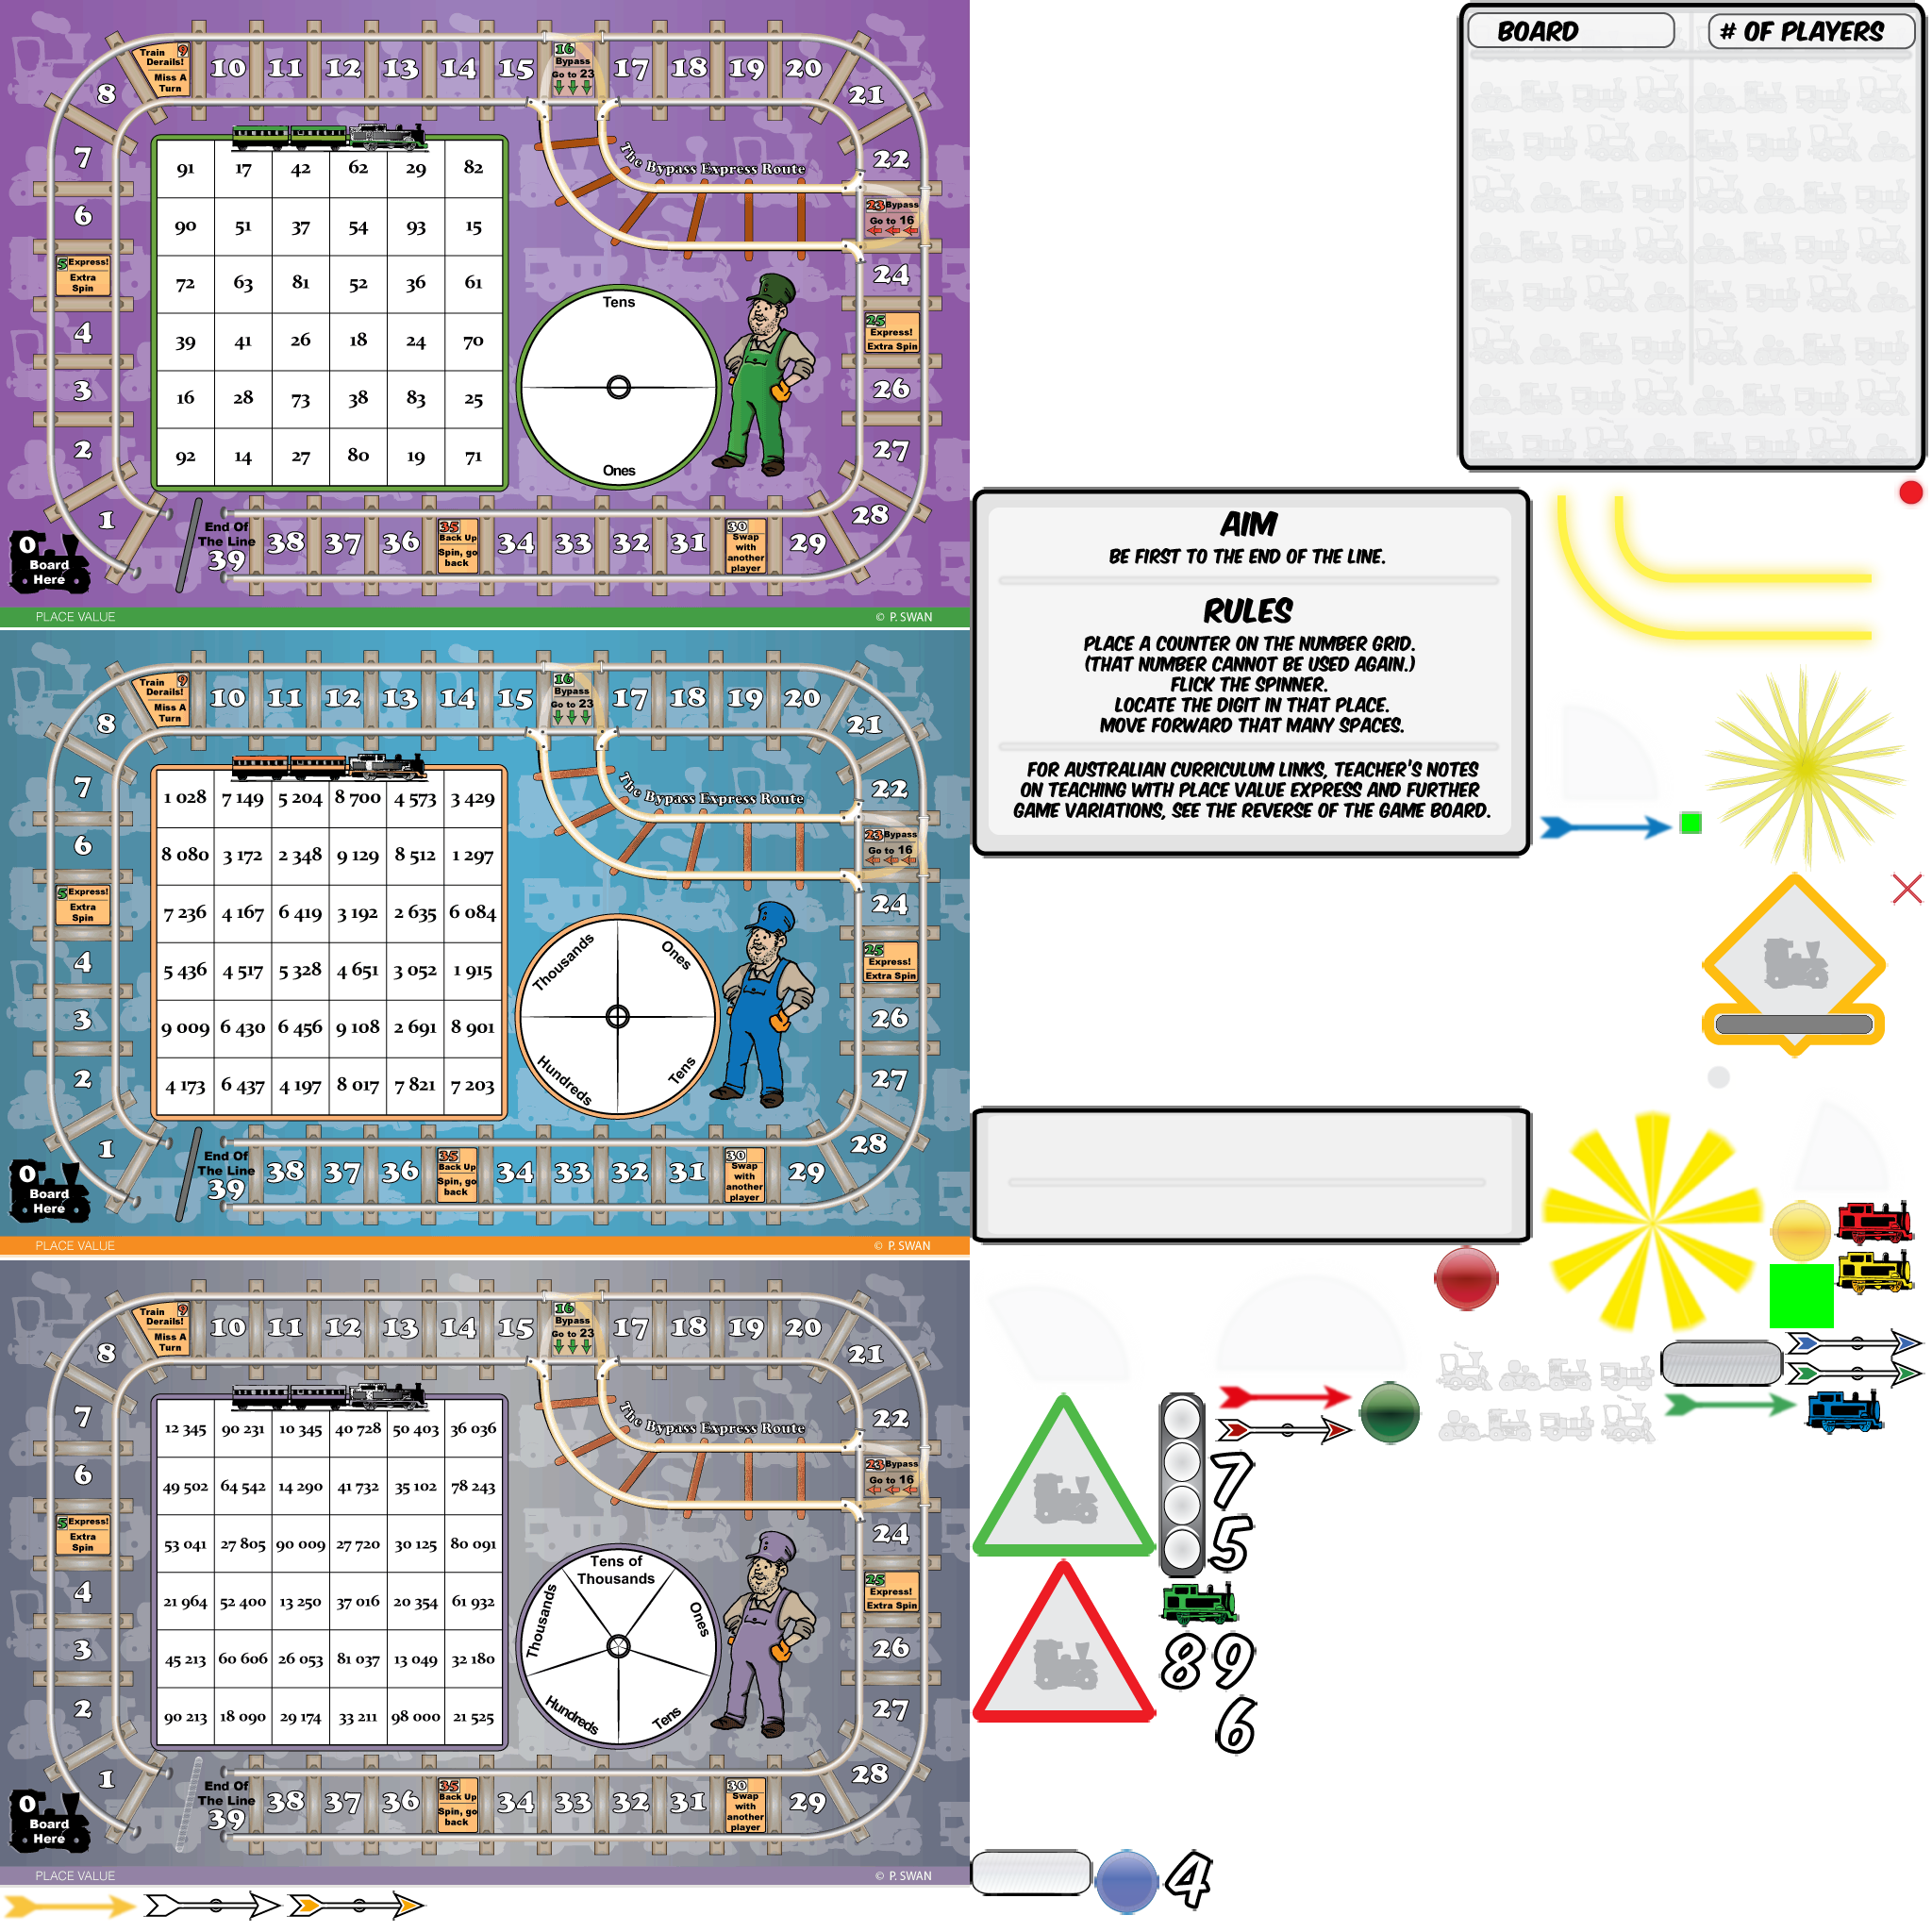 Train 9
Derails!
Miss A
Turn
10 11 12 13 14 15
16
Bypass
Go to 23
17 18 19 20
8
21
7
22
The Bypass Express Route
91 17 42 62 29 82
6
23 Bypass
Go to 16
90 51 37 54 93 15
5 Express!
Extra
Spin
24
72 63 81 52 36 61
4
25
Express!
Extra Spin
39 41 26 18 24 70
3
26
16 28 73 38 83 25
2
27
92 14 27 80 19 71
Tens
Ones
1
28
0
Board
Here
End Of
The Line
39
38 37 36
35
Back Up
Spin, go
back
34 33 32 31
30
Swap
with
another
player
29
PLACE VALUE © P. SWAN
Train 9
Derails!
Miss A
Turn
10 11 12 13 14 15
16
Bypass
Go to 23
17 18 19 20
8
21
7
22
The Bypass Express Route
1 028 7 149 5 204 8 700 4 573 3 429
6
23 Bypass
Go to 16
8 080 3 172 2 348 9 129 8 512 1 297
5 Express!
Extra
Spin
24
7 236 4 167 6 419 3 192 2 635 6 084
4
25
Express!
Extra Spin
5 436 4 517 5 328 4 651 3 052 1 915
3
26
9 009 6 430 6 456 9 108 2 691 8 901
2
27
4 173 6 437 4 197 8 017 7 821 7 203
Thousands
Ones
Hundreds
Tens
1
28
0
Board
Here
End Of
The Line
39
38 37 36
35
Back Up
Spin, go
back
34 33 32 31
30
Swap
with
another
player
29
PLACE VALUE © P. SWAN
Train 9
Derails!
Miss A
Turn
10 11 12 13 14 15
16
Bypass
Go to 23
17 18 19 20
8
21
7
22
The Bypass Express Route
12 345 90 231 10 345 40 728 50 403 36 036
6
23 Bypass
Go to 16
49 502 64 542 14 290 41 732 35 102 78 243
5 Express!
Extra
Spin
24
53 041 27 805 90 009 27 720 30 125 80 091
4
25
Express!
Extra Spin
21 964 52 400 13 250 37 016 20 354 61 932
3
26
45 213 60 606 26 053 81 037 13 049 32 180
2
27
90 213 18 090 29 174 33 211 98 000 21 525
Tens of
Thousands
Thousands
Ones
Hundreds
Tens
1
28
0
Board
Here
End Of
The Line
39
38 37 36
35
Back Up
Spin, go
back
34 33 32 31
30
Swap
with
another
player
29
PLACE VALUE © P. SWAN
BOARD # OF PLAYERS
AIM
BE FIRST TO THE END OF THE LINE.
RULES
PLACE A COUNTER ON THE NUMBER GRID.
(THAT NUMBER CANNOT BE USED AGAIN.)
FLICK THE SPINNER.
LOCATE THE DIGIT IN THAT PLACE.
MOVE FORWARD THAT MANY SPACES.
FOR AUSTRALIAN CURRICULUM LINKS, TEACHER'S NOTES
ON TEACHING WITH PLACE VALUE EXPRESS AND FURTHER
GAME VARIATIONS, SEE THE REVERSE OF THE GAME BOARD.
7
5
8 9
6
4